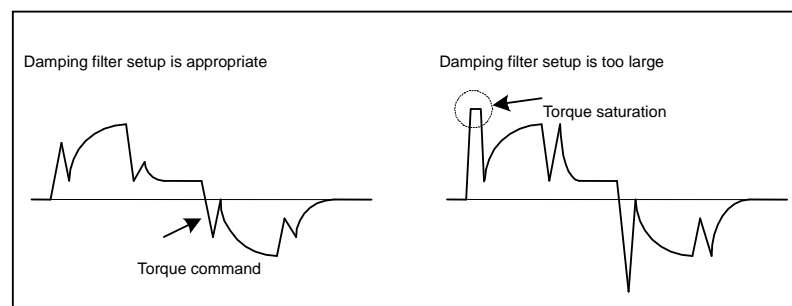 Damping filter setup is appropriate
Damping filter setup is too large
Torque saturation
Torque command